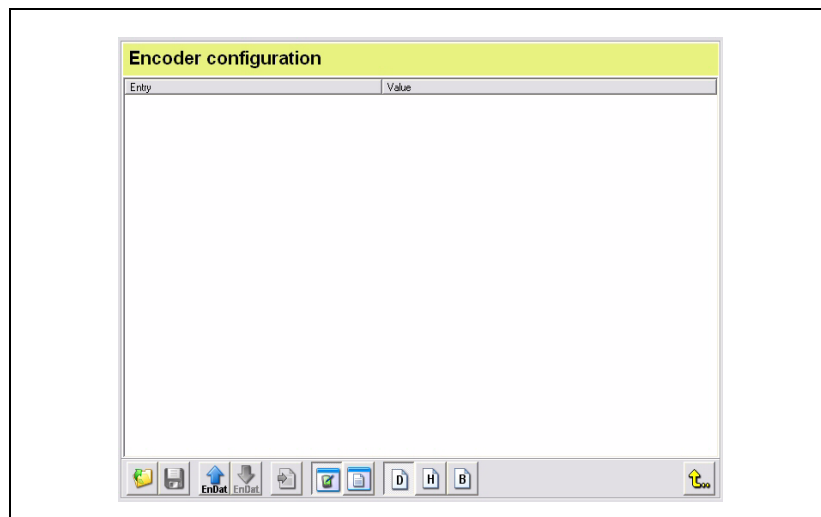 Encoder configuration
Entry Value
EnDat EnDat D H B